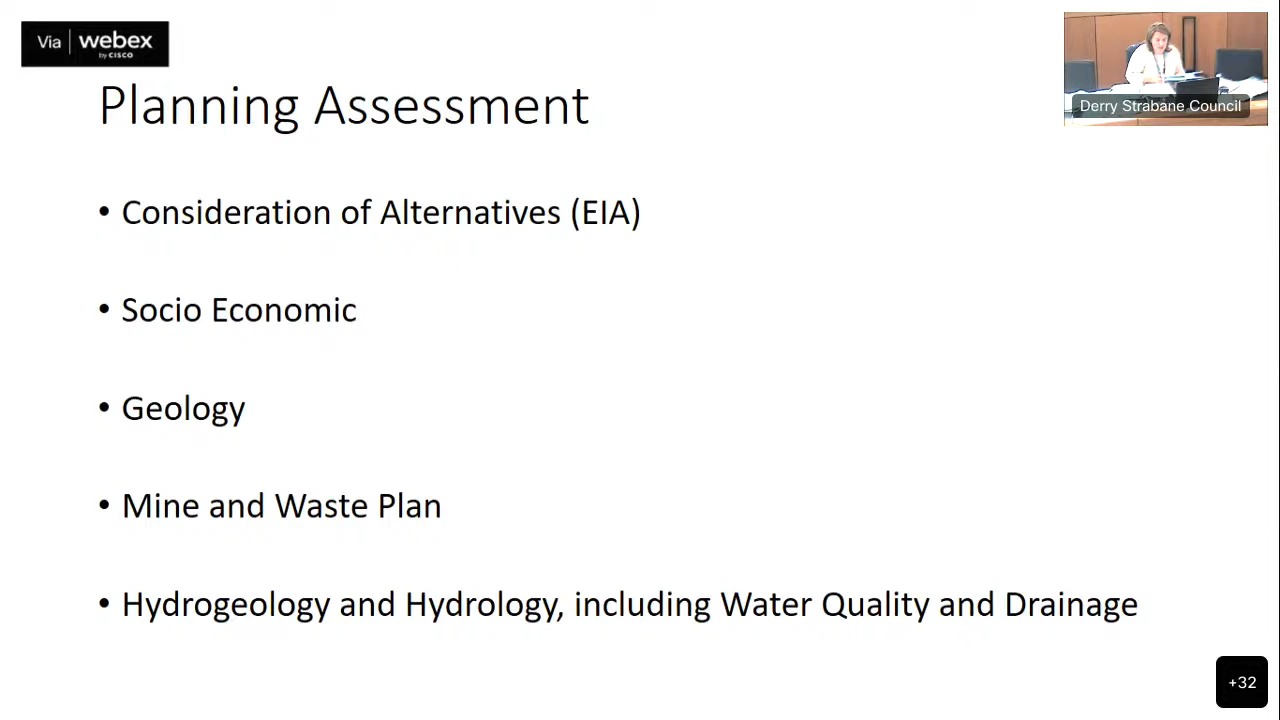 Via webex
by CISCO
Derry Strabane Council
Planning Assessment
• Consideration of Alternatives (EIA)
• Socio Economic
• Geology
• Mine and Waste Plan
• Hydrogeology and Hydrology, including Water Quality and Drainage
+32